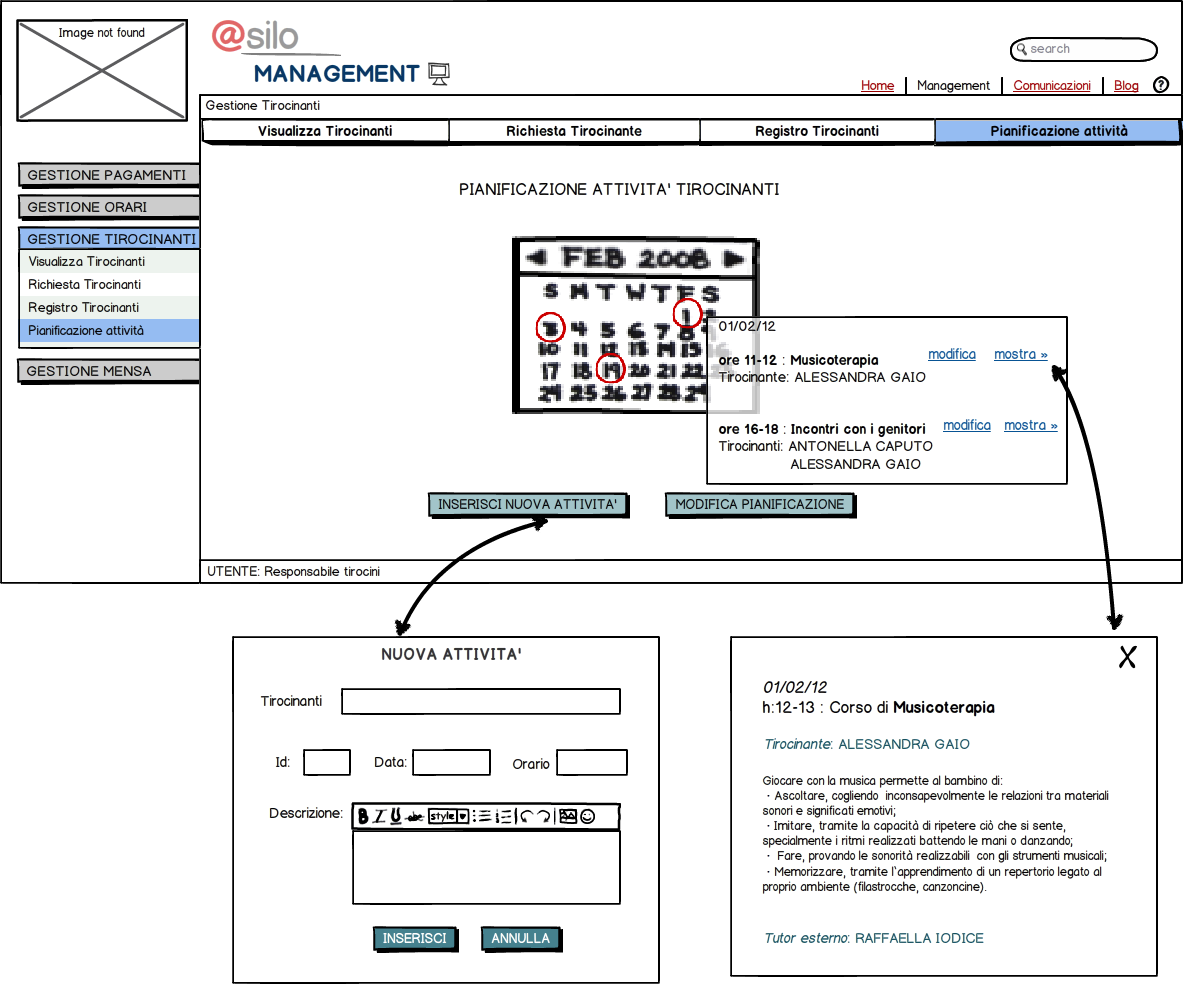 Image not found
@silo
MANAGEMENT
search
Home Management Comunicazioni Blog ?
Gestione Tirocinanti
Visualizza Tirocinanti Richiesta Tirocinante Registro Tirocinanti Pianificazione attività
GESTIONE PAGAMENTI
GESTIONE ORARI
GESTIONE TIROCINANTI
Visualizza Tirocinanti
Richiesta Tirocinanti
Registro Tirocinanti
Pianificazione attività
GESTIONE MENSA
PIANIFICAZIONE ATTIVITA' TIROCINANTI
FEB 2008
S M T W T F S
1 2
3 4 5 6 7 8 9
10 11 12 13 14 15 16
17 18 19 20 21 22 23
24 25 26 27 28 29
01/02/12
ore 11-12 : Musicoterapia modifica mostra »
Tirocinante: ALESSANDRA GAIO
ore 16-18 : Incontri con i genitori modifica mostra »
Tirocinanti: ANTONELLA CAPUTO
ALESSANDRA GAIO
INSERISCI NUOVA ATTIVITA' MODIFICA PIANIFICAZIONE
UTENTE: Responsabile tirocini
NUOVA ATTIVITA'
Tirocinanti
Id: Data: Orario
Descrizione: B I U abc style
INSERISCI ANNULLA
X
01/02/12
h:12-13 : Corso di Musicoterapia
Tirocinante: ALESSANDRA GAIO
Giocare con la musica permette al bambino di:
· Ascoltare, cogliendo inconsapevolmente le relazioni tra materiali
sonori e significati emotivi;
· Imitare, tramite la capacità di ripetere ciò che si sente,
specialmente i ritmi realizzati battendo le mani o danzando;
· Fare, provando le sonorità realizzabili con gli strumenti musicali;
· Memorizzare, tramite l'apprendimento di un repertorio legato al
proprio ambiente (filastrocche, canzoncine).
Tutor esterno: RAFFAELLA IODICE